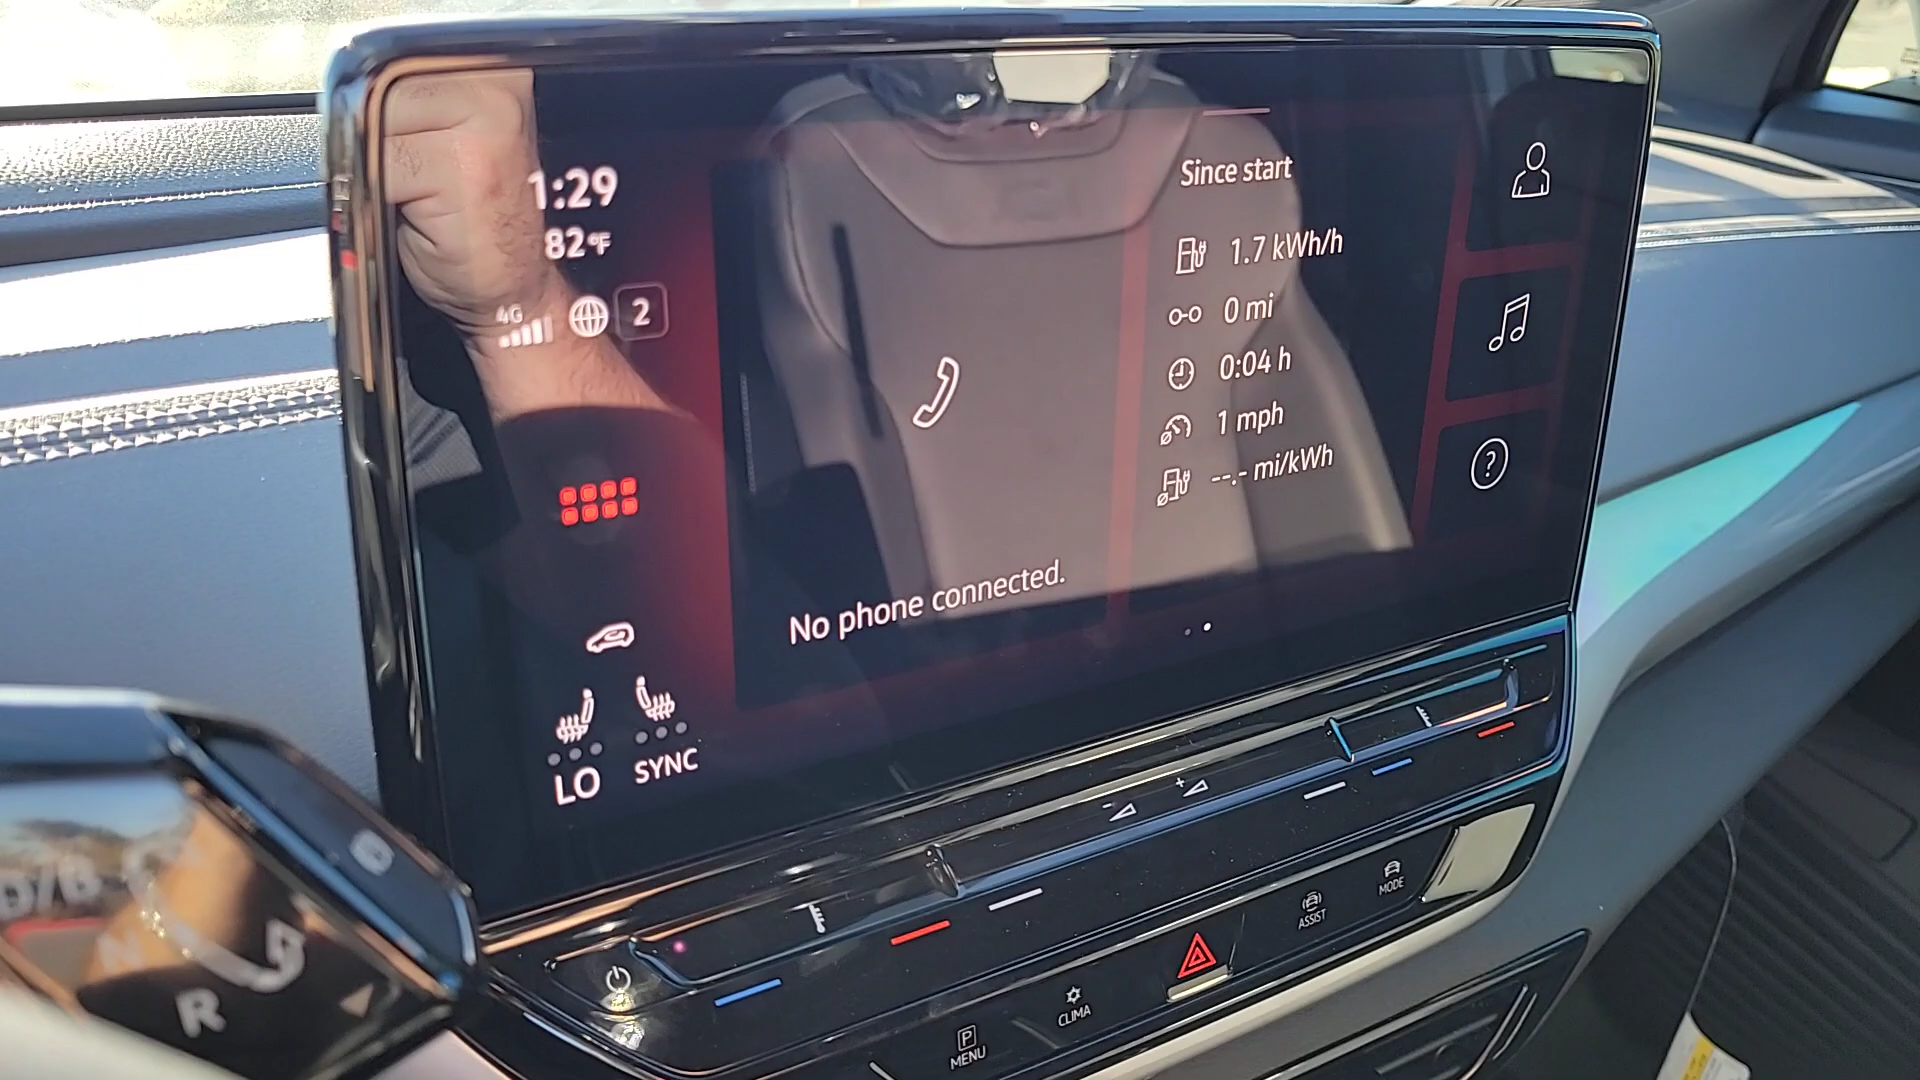 1:29
82°F
4G
2
Since start
1.7 kWh/h
0 mi
0:04 h
1 mph
--.- mi/kWh
?
No phone connected.
LO
SYNC
MODE
ASSIST
CLIMA
P
MENU
D/B
N
R